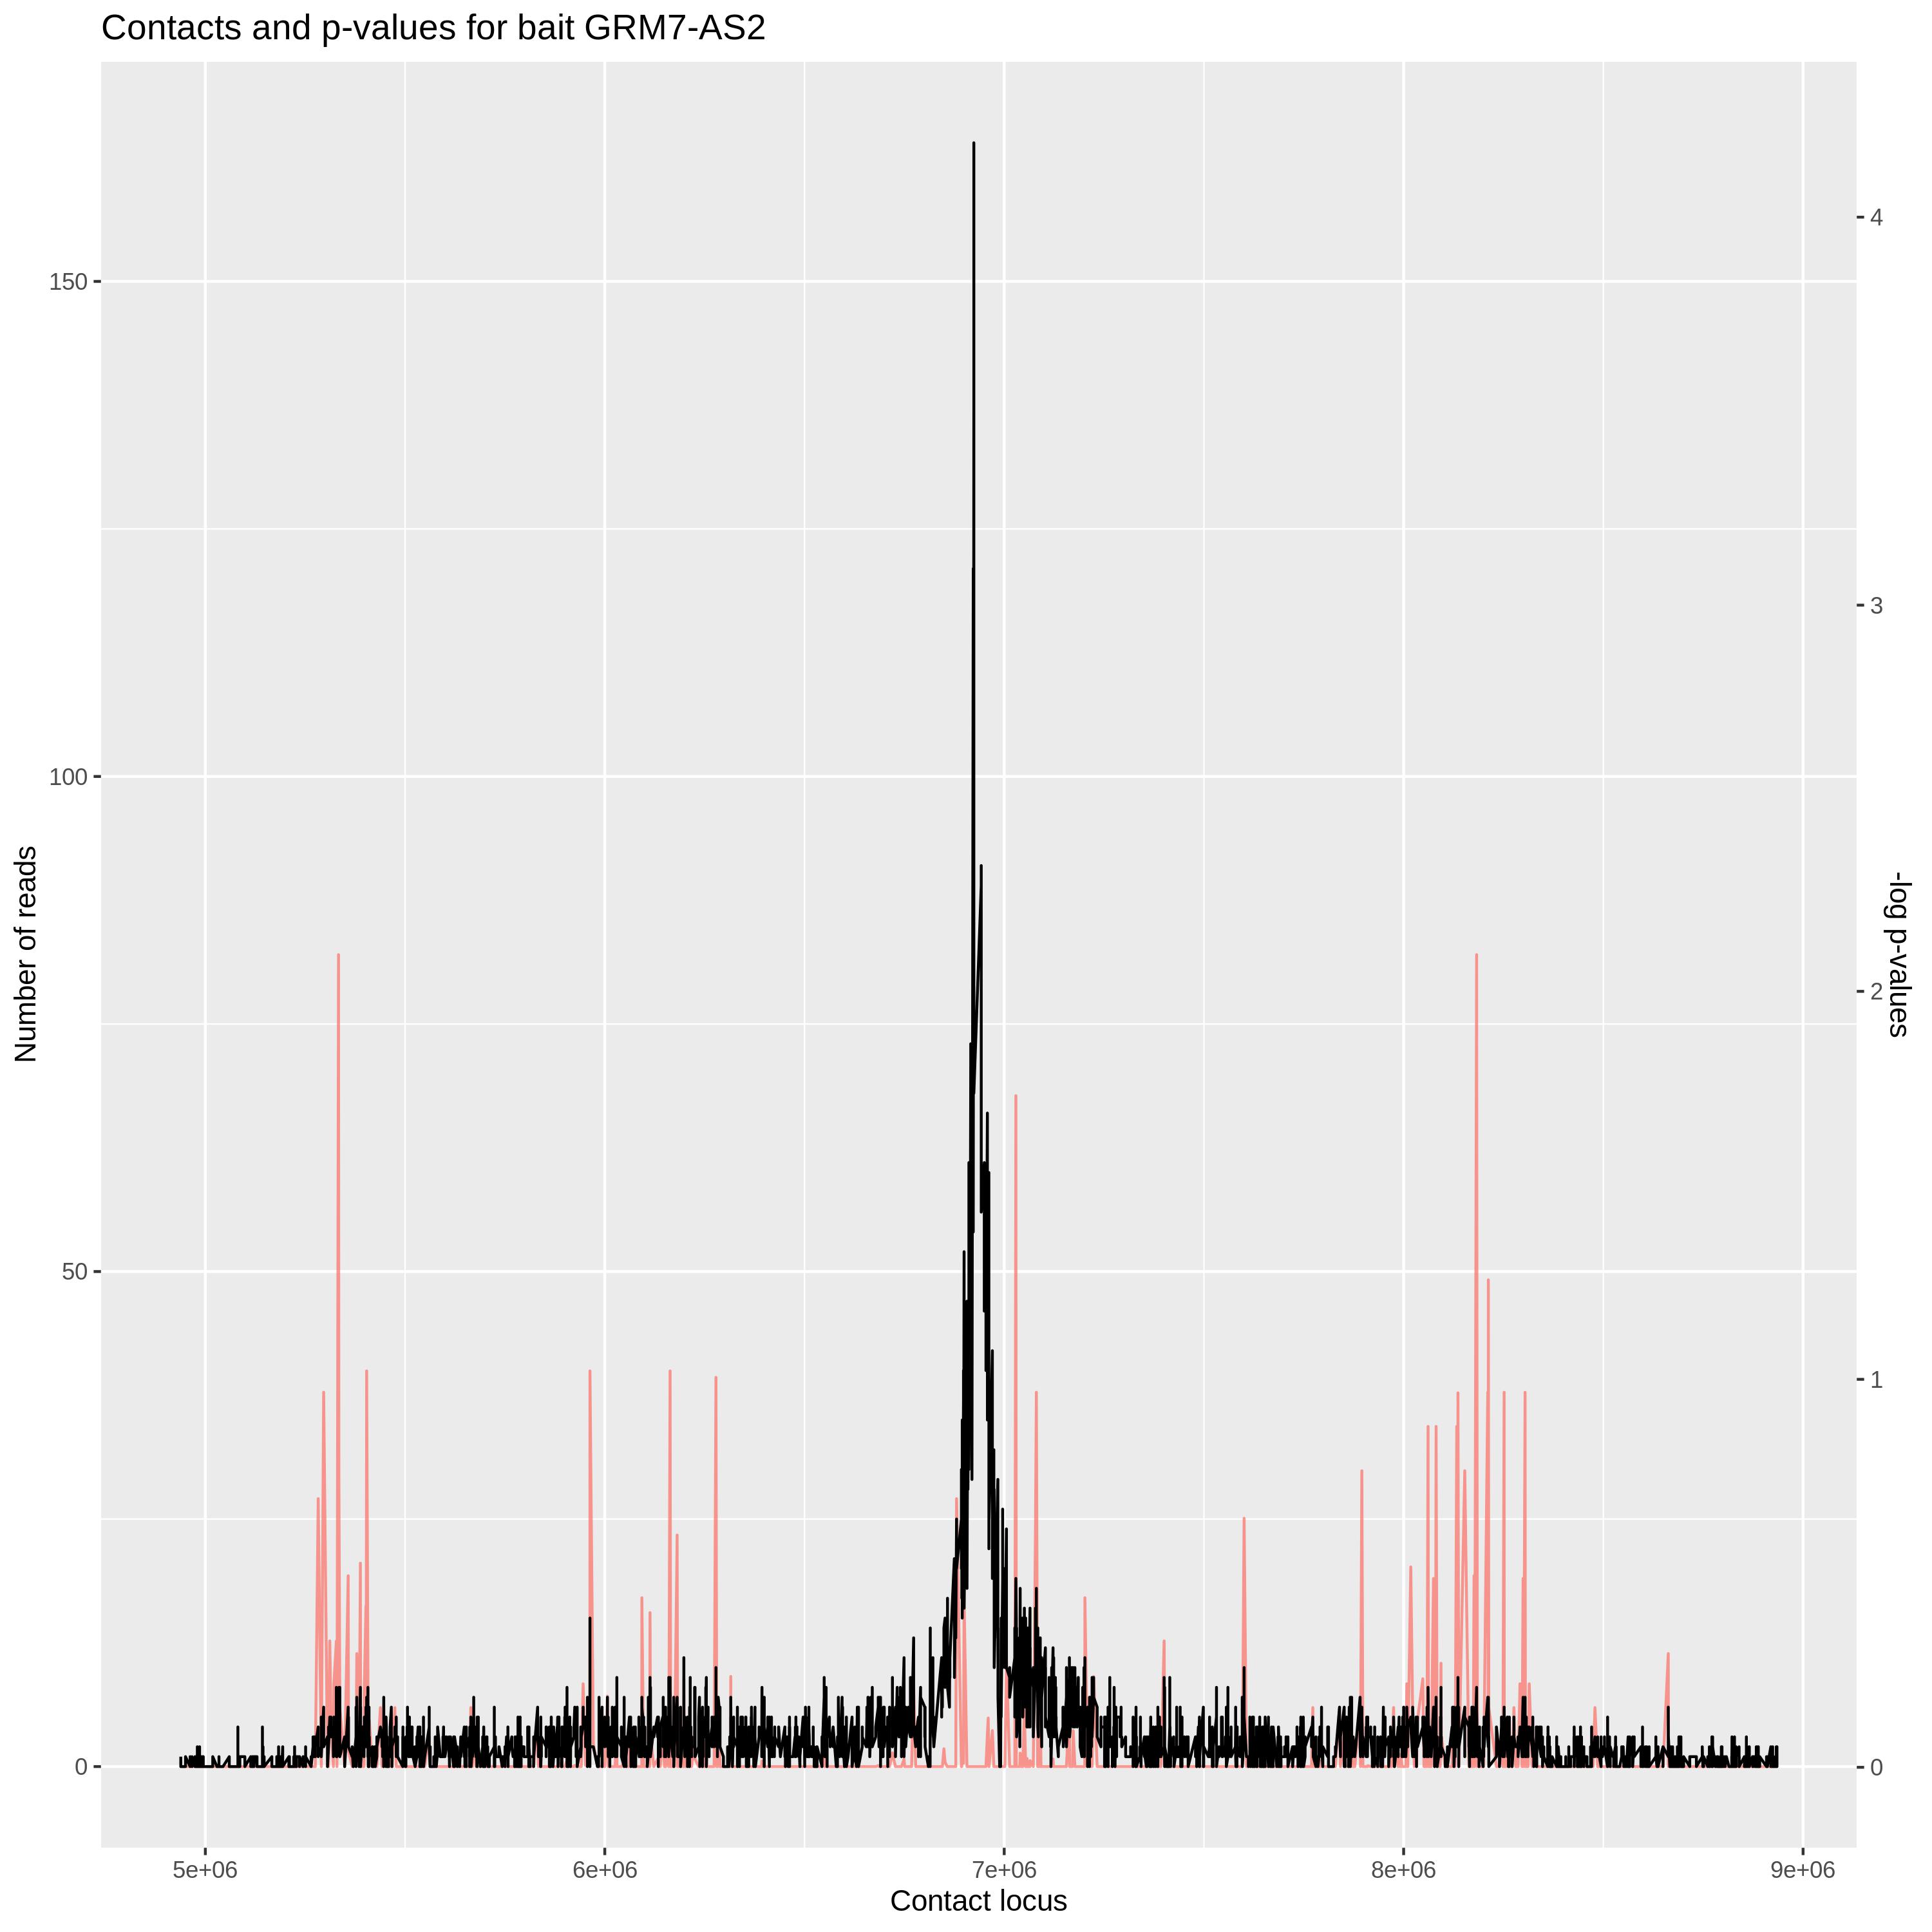 Contacts and p-values for bait GRM7-AS2
150
100
50
0
Number of reads
4
3
2
1
0
-log p-values
5e+06
6e+06
7e+06
8e+06
9e+06
Contact locus